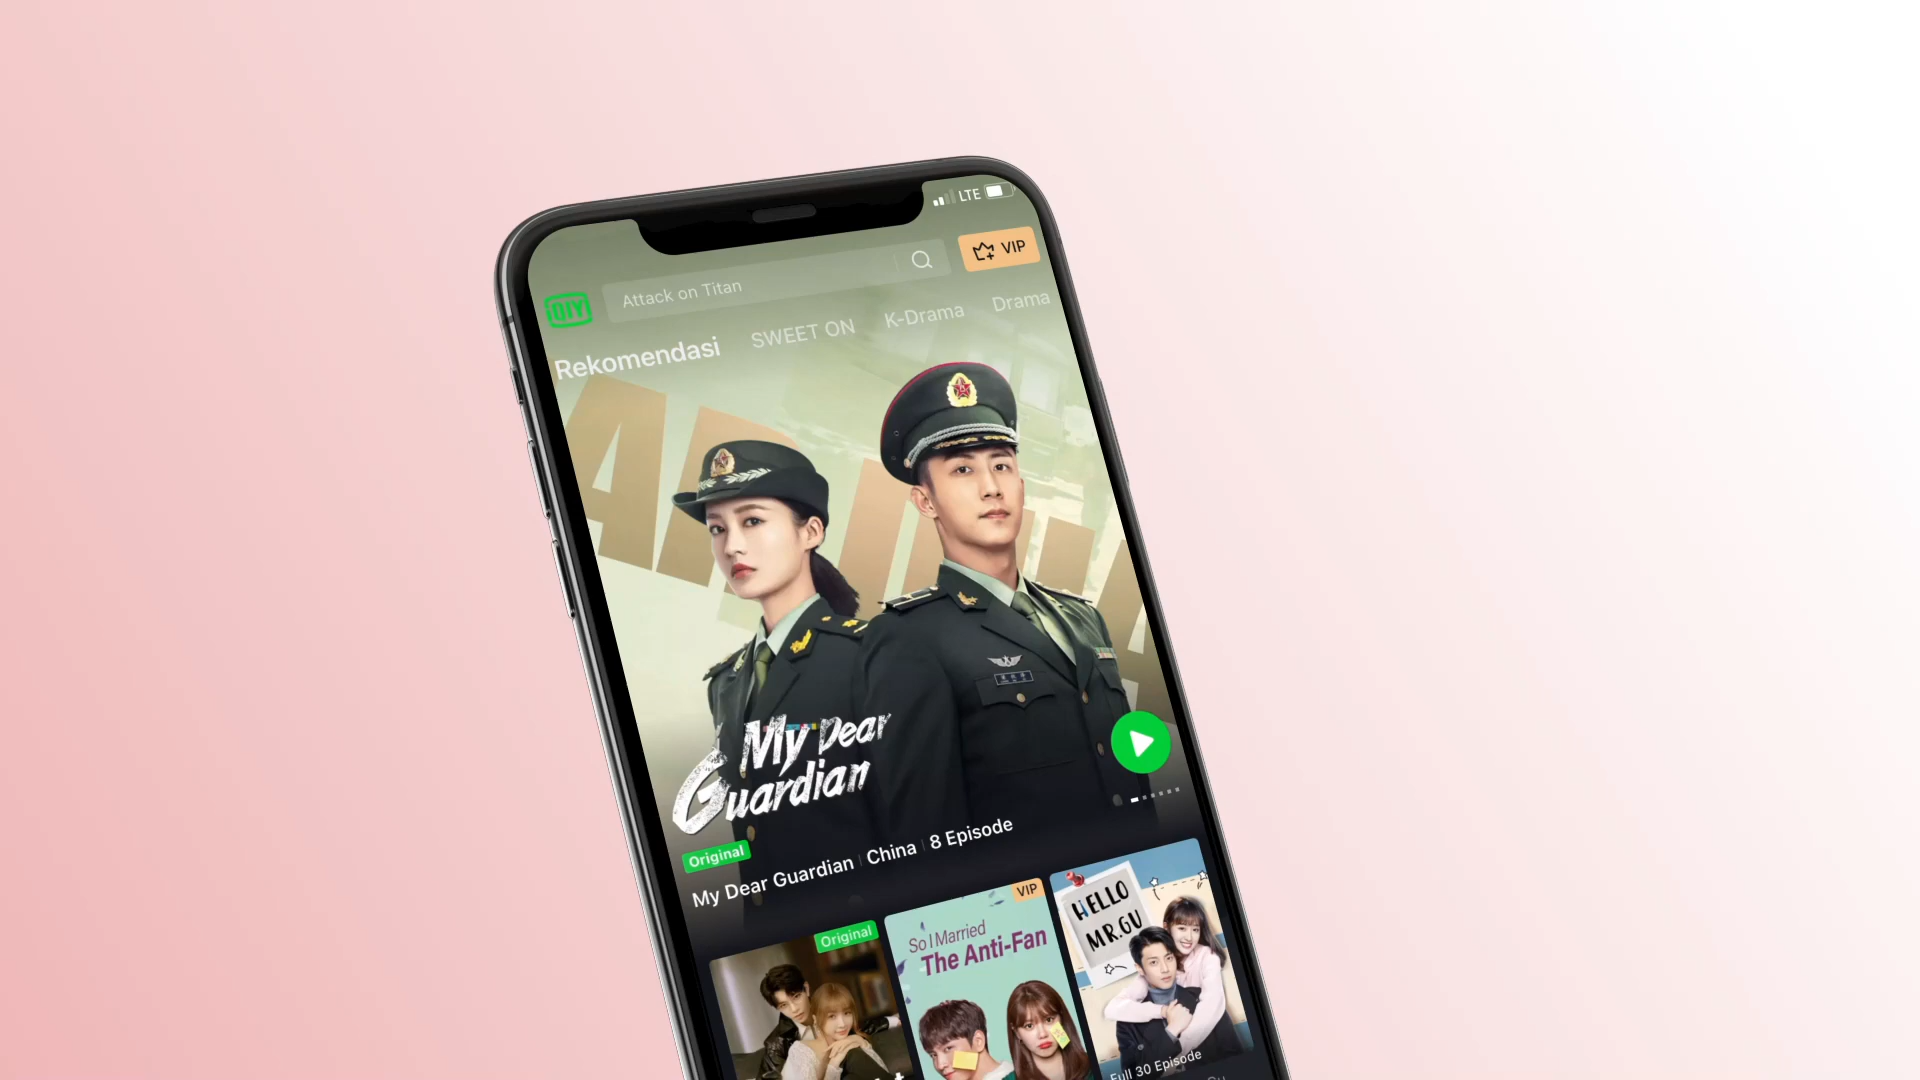 LTE
VIP
Attack on Titan
QIY
Rekomendasi
SWEET ON
K-Drama
Drama
My Dear
Guardian
Original
My Dear Guardian | China | 8 Episode
Original
VIP
So I Married
The Anti-Fan
HELLO
MR.GU
Full 30 Episode